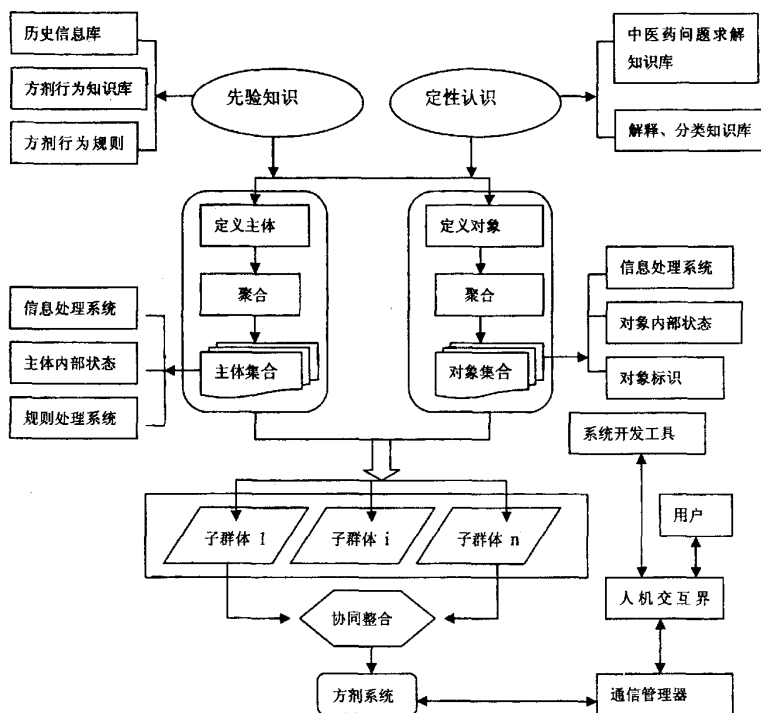 历史信息库
方剂行为知识库
方剂行为规则
先验知识
定性认识
中医药问题求解
知识库
解释、分类知识库
定义主体
聚合
主体集合
定义对象
聚合
对象集合
信息处理系统
主体内部状态
规则处理系统
信息处理系统
对象内部状态
对象标识
系统开发工具
用户
人机交互界
通信管理器
子群体 1
子群体 i
子群体 n
协同整合
方剂系统